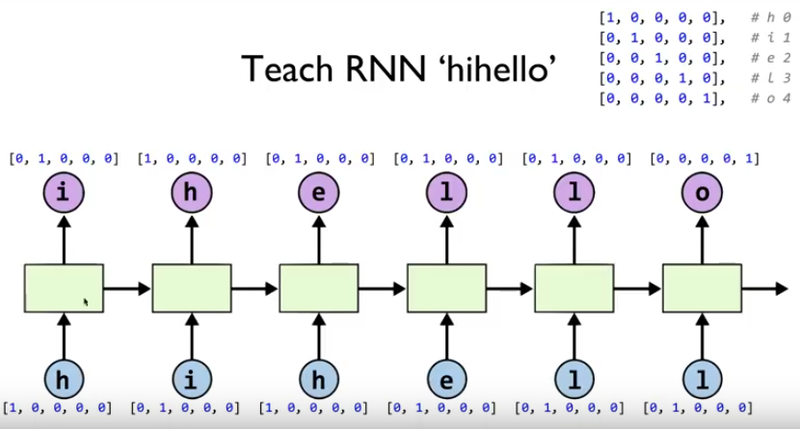 [1, 0, 0, 0, 0], # h 0
[0, 1, 0, 0, 0], # i 1
[0, 0, 1, 0, 0], # e 2
[0, 0, 0, 1, 0], # l 3
[0, 0, 0, 0, 1], # o 4
Teach RNN ‘hihello’
[0, 1, 0, 0, 0] [1, 0, 0, 0, 0] [0, 1, 0, 0, 0] [0, 1, 0, 0, 0] [0, 1, 0, 0, 0] [0, 0, 0, 0, 1]
i h e l l o
h i h e l l
[1, 0, 0, 0, 0] [0, 1, 0, 0, 0] [1, 0, 0, 0, 0] [0, 1, 0, 0, 0] [0, 1, 0, 0, 0] [0, 1, 0, 0, 0]